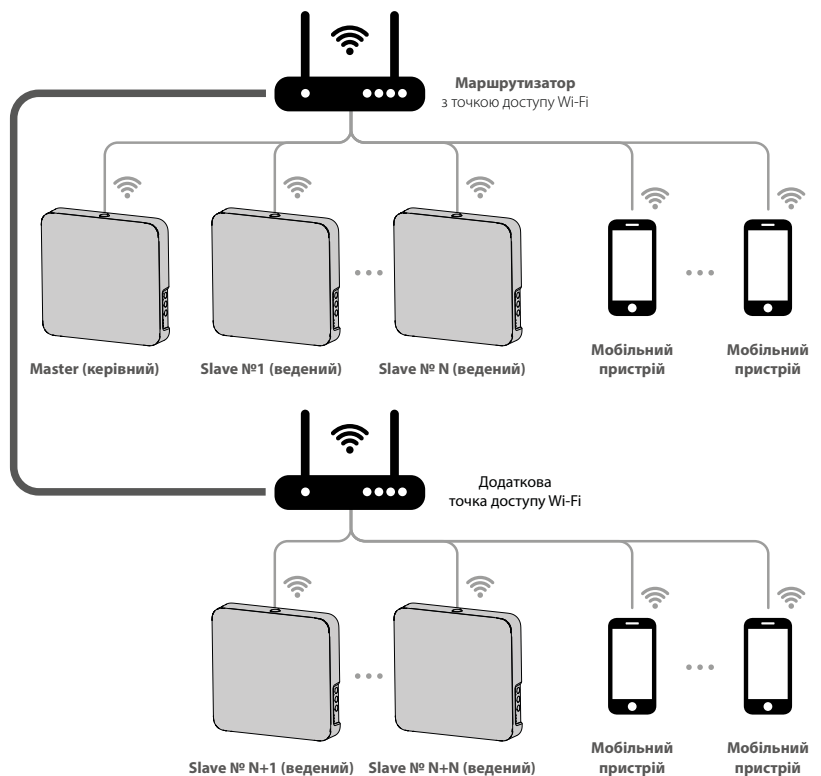 Маршрутизатор
з точкою доступу Wi-Fi
Master (керівний)
Slave №1 (ведений)
Slave № N (ведений)
Мобільний
пристрій
Мобільний
пристрій
Додаткова
точка доступу Wi-Fi
Slave № N+1 (ведений)
Slave № N+N (ведений)
Мобільний
пристрій
Мобільний
пристрій